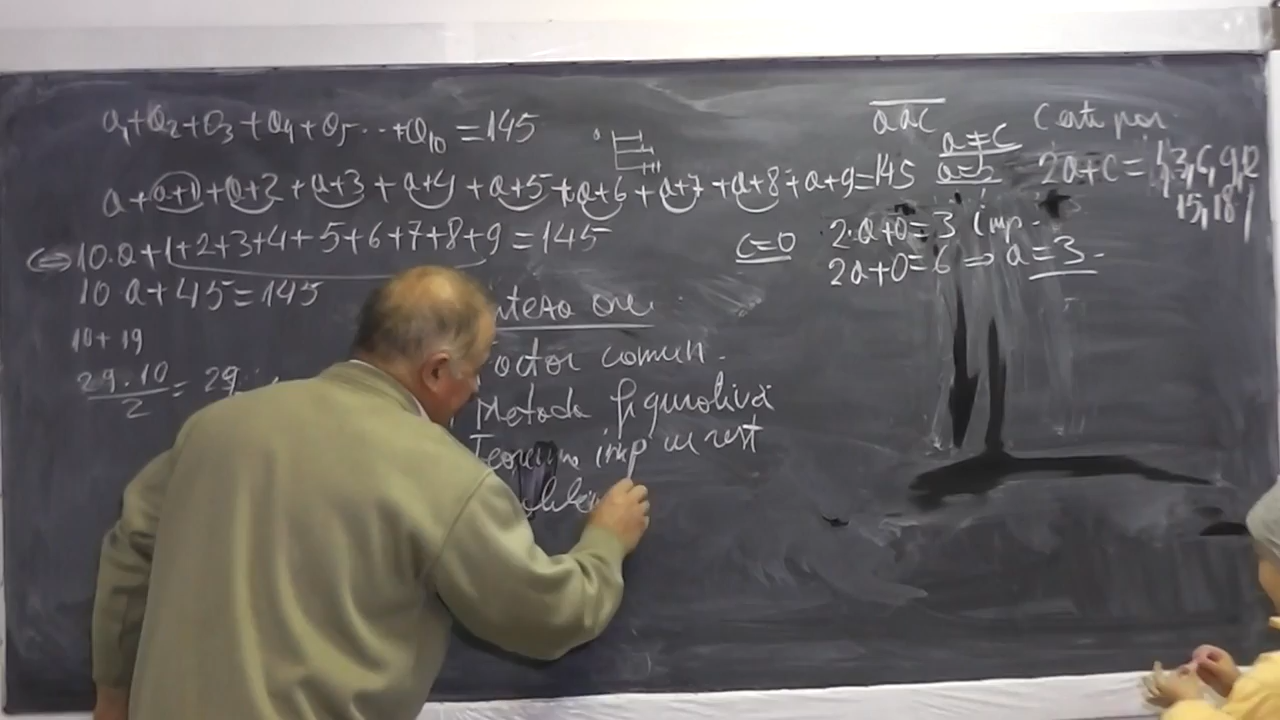 a₁+a₂+a₃+a₄+a₅...+a₁₀=145
a+a+1+a+2+a+3+a+4+a+5+a+6+a+7+a+8+a+9=145
⇔10·a+1+2+3+4+5+6+7+8+9=145
10a+45=145
10+19
29·10/2=29
ore
comun
Metoda figurativă
Teorema imp cu rest
aac
a≠c
c=0
2·a+0=3 imp.
2a+0=6⇒a=3
c este par
2a+c=
3,6,9,12
15,18